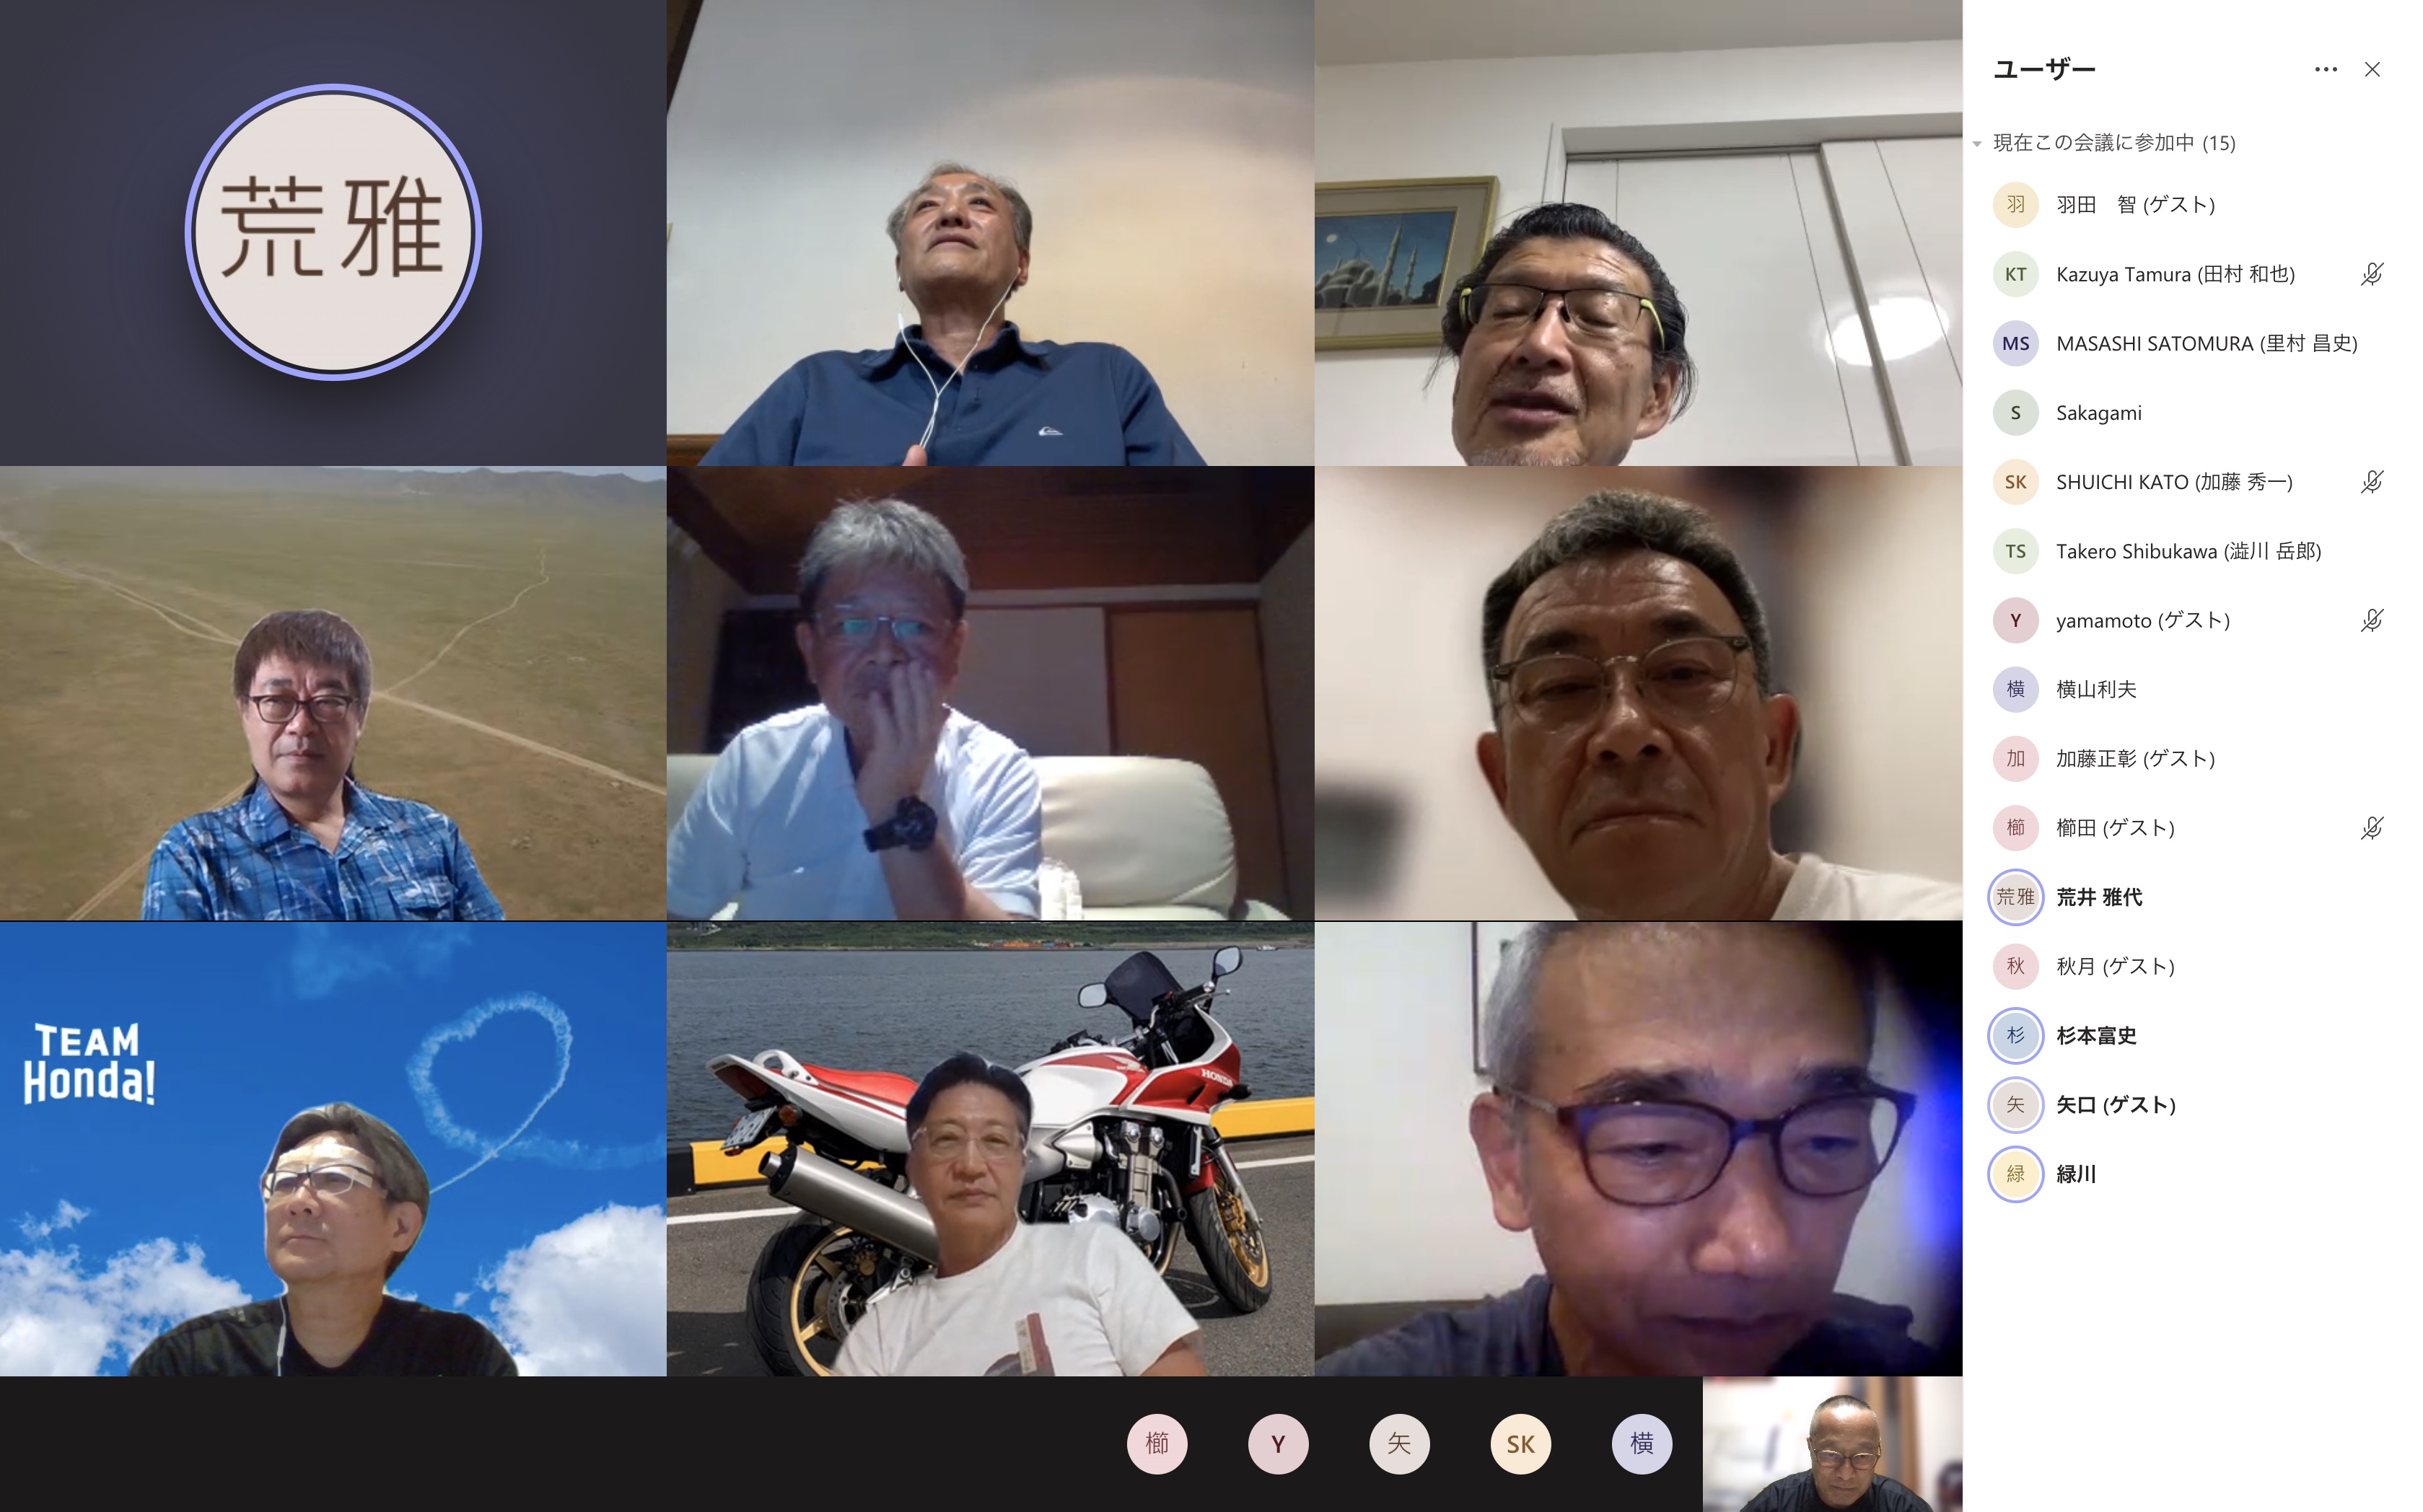 荒雅
TEAM
Honda!
HONDA
櫛
Y
矢
SK
横
ユーザー
現在この会議に参加中 (15)
羽 羽田　智 (ゲスト)
KT Kazuya Tamura (田村 和也)
MS MASASHI SATOMURA (里村 昌史)
S Sakagami
SK SHUICHI KATO (加藤 秀一)
TS Takero Shibukawa (澁川 岳郎)
Y yamamoto (ゲスト)
横 横山利夫
加 加藤正彰 (ゲスト)
櫛 櫛田 (ゲスト)
荒雅 荒井 雅代
秋 秋月 (ゲスト)
杉 杉本富史
矢 矢口 (ゲスト)
緑 緑川